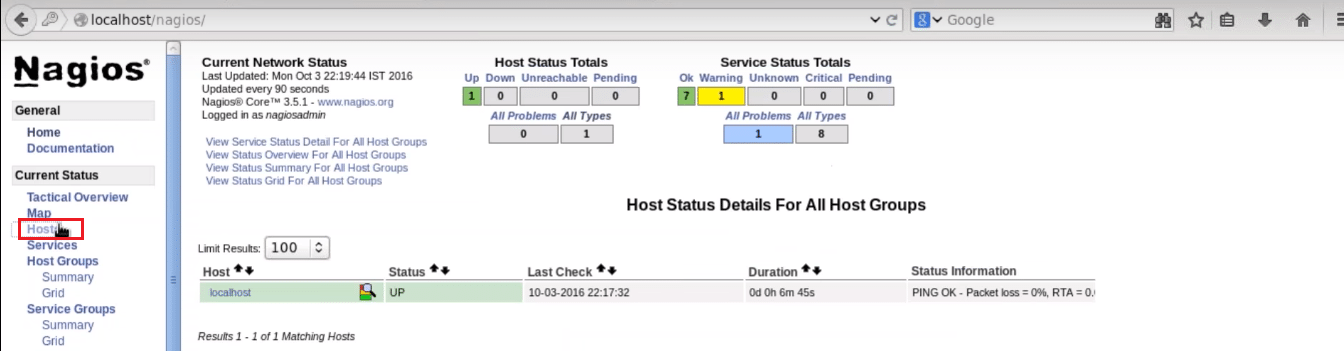 localhost/nagios/
Google
Nagios®
General
Home
Documentation
Current Status
Tactical Overview
Map
Hosts
Services
Host Groups
Summary
Grid
Service Groups
Summary
Grid
Current Network Status
Last Updated: Mon Oct 3 22:19:44 IST 2016
Updated every 90 seconds
Nagios® Core™ 3.5.1 - www.nagios.org
Logged in as nagiosadmin
View Service Status Detail For All Host Groups
View Status Overview For All Host Groups
View Status Summary For All Host Groups
View Status Grid For All Host Groups
Host Status Totals
Up Down Unreachable Pending
1 0 0 0
All Problems All Types
0 1
Service Status Totals
Ok Warning Unknown Critical Pending
7 1 0 0 0
All Problems All Types
1 8
Host Status Details For All Host Groups
Limit Results: 100
Host Status Last Check Duration Status Information
localhost UP 10-03-2016 22:17:32 0d 0h 6m 45s PING OK - Packet loss = 0%, RTA = 0.
Results 1 - 1 of 1 Matching Hosts